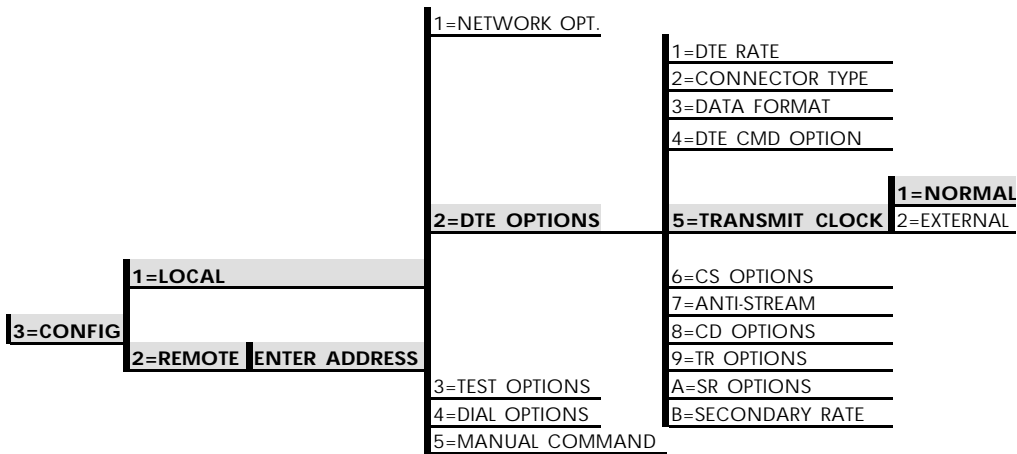 1=NETWORK OPT.
1=DTE RATE
2=CONNECTOR TYPE
3=DATA FORMAT
4=DTE CMD OPTION
1=NORMAL
2=DTE OPTIONS
5=TRANSMIT CLOCK
2=EXTERNAL
1=LOCAL
6=CS OPTIONS
7=ANTI-STREAM
3=CONFIG
8=CD OPTIONS
2=REMOTE
ENTER ADDRESS
9=TR OPTIONS
3=TEST OPTIONS
A=SR OPTIONS
4=DIAL OPTIONS
B=SECONDARY RATE
5=MANUAL COMMAND